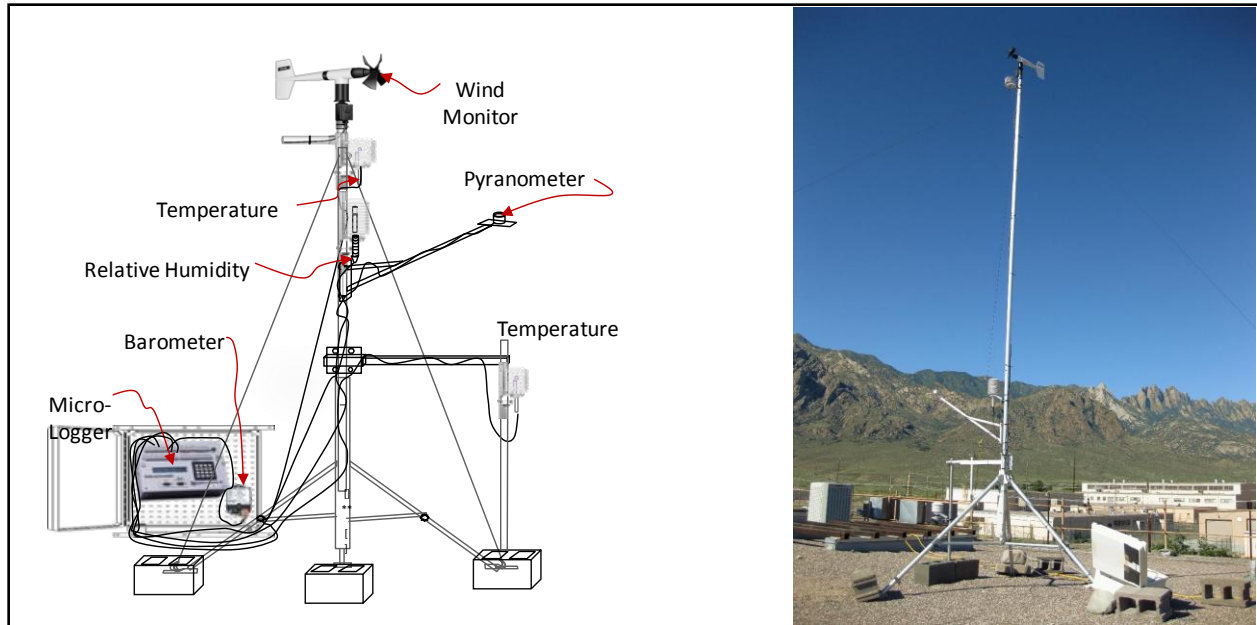 Wind
Monitor
Pyranometer
Temperature
Relative Humidity
Temperature
Barometer
Micro-
Logger